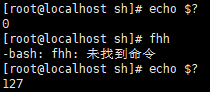 [root@localhost sh]# echo $?
0
[root@localhost sh]# fhh
-bash: fhh: 未找到命令
[root@localhost sh]# echo $?
127